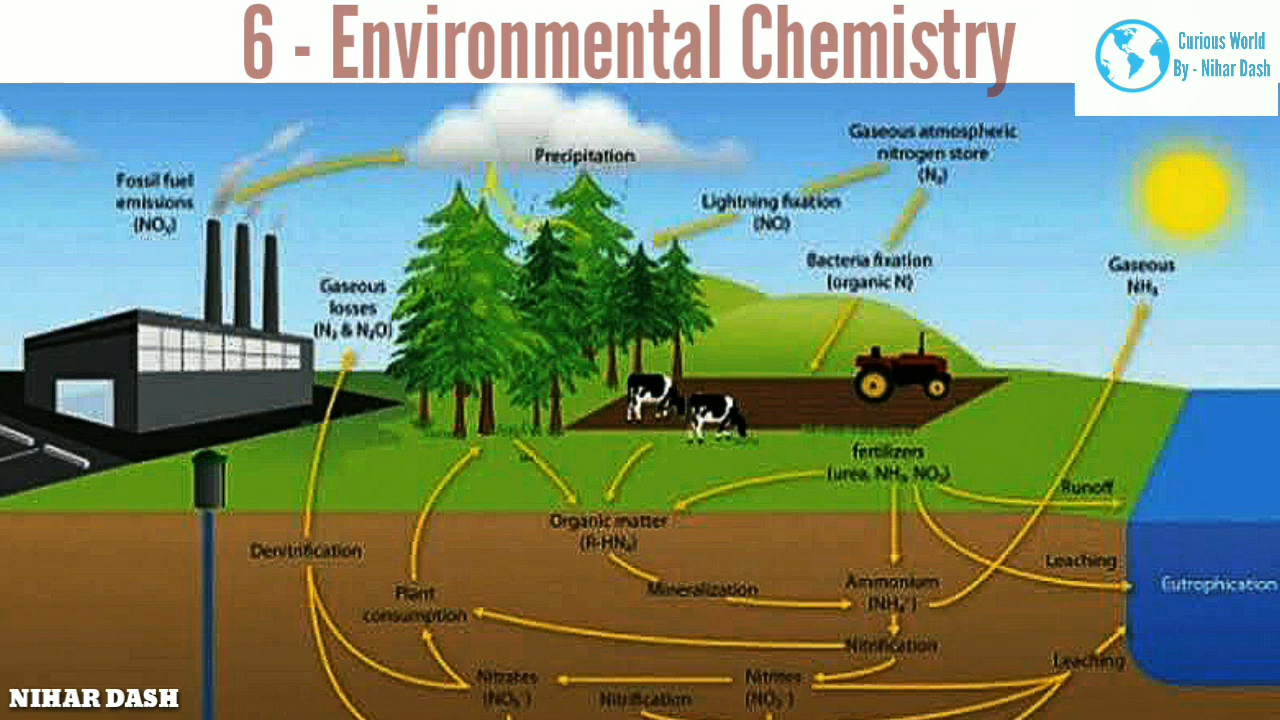 6 - Environmental Chemistry
Curious World
By - Nihar Dash
Gaseous atmospheric
nitrogen store
(N₂)
Precipitation
Fossil fuel
emissions
(NOₓ)
Lightning fixation
(NO)
Bacteria fixation
(organic N)
Gaseous
NH₃
Gaseous
losses
(N₂ & N₂O)
fertilizers
(urea, NH₃, NO₃)
Runoff
Organic matter
Denitrification
Leaching
Mineralization
Ammonium
(NH₄⁺)
Eutrophication
Plant
consumption
Nitrification
Leaching
Nitrates
(NO₃⁻)
Nitrites
(NO₂⁻)
Nitrification
NIHAR DASH